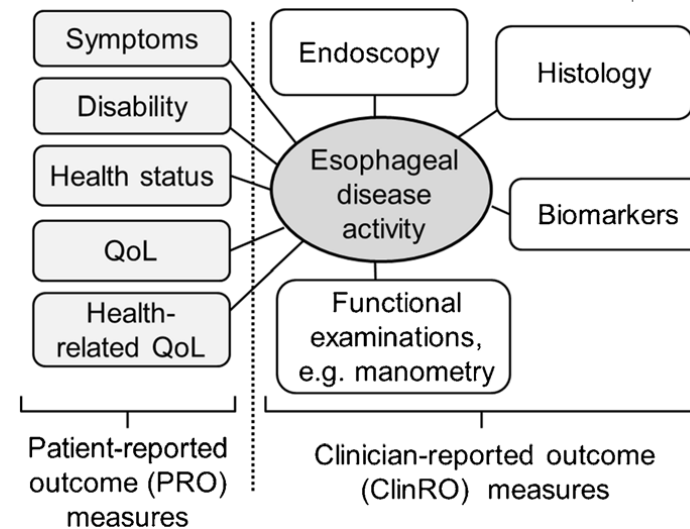 Symptoms
Disability
Health status
QoL
Health-
related QoL
Endoscopy
Histology
Esophageal
disease
activity
Biomarkers
Functional
examinations,
e.g. manometry
Patient-reported
outcome (PRO)
measures
Clinician-reported outcome
(ClinRO) measures